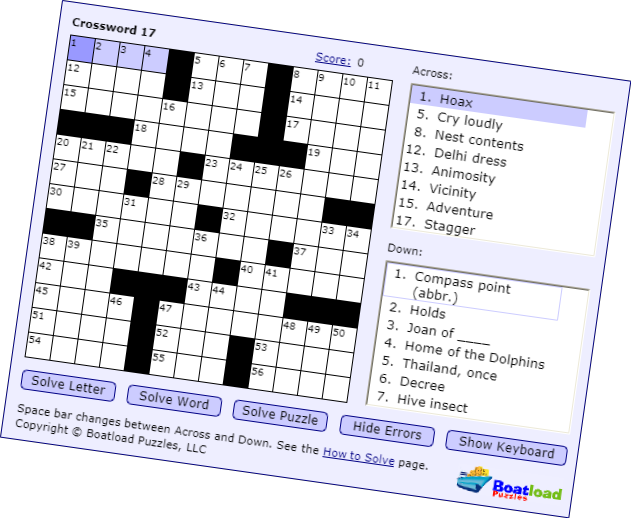 Crossword 17
Score: 0
1 2 3 4 5 6 7 8 9 10 11
12 13 14
15 16 17
18 19
20 21 22 23 24 25 26
27 28 29
30 31 32 33 34
35 36 37
38 39 40 41
42 43 44
45 46 47 48 49 50
51 52 53
54 55 56
Across:
1. Hoax
5. Cry loudly
8. Nest contents
12. Delhi dress
13. Animosity
14. Vicinity
15. Adventure
17. Stagger
Down:
1. Compass point
(abbr.)
2. Holds
3. Joan of ____
4. Home of the Dolphins
5. Thailand, once
6. Decree
7. Hive insect
Solve Letter
Solve Word
Solve Puzzle
Hide Errors
Show Keyboard
Space bar changes between Across and Down. See the How to Solve page.
Copyright © Boatload Puzzles, LLC
Boatload
Puzzles